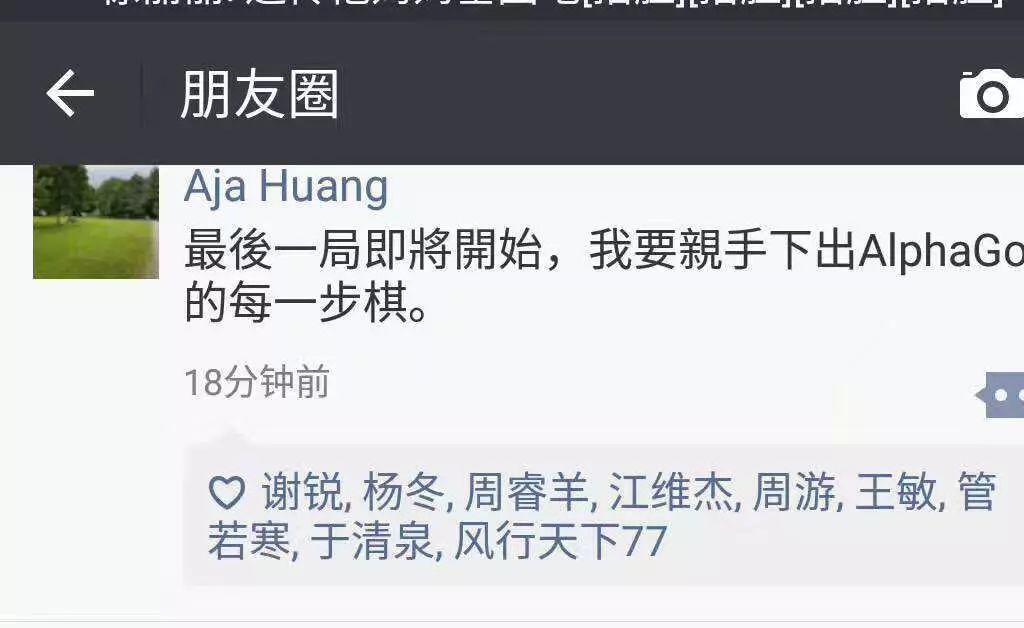 朋友圈
Aja Huang
最後一局即將開始，我要親手下出AlphaGo
的每一步棋。
18分钟前
谢锐, 杨冬, 周睿羊, 江维杰, 周游, 王敏, 管
若寒, 于清泉, 风行天下77